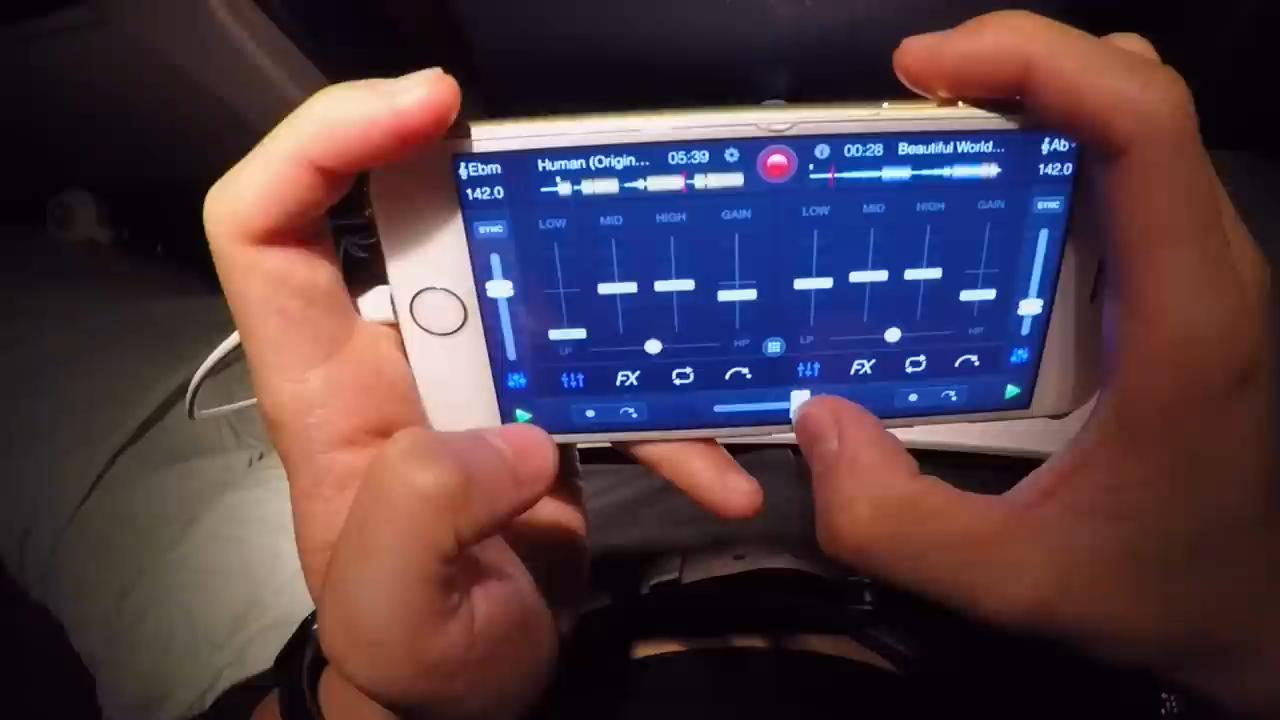 Ebm Human (Origin... 05:39 00:28 Beautiful World... Ab
142.0 142.0
SYNC LOW MID HIGH GAIN LOW MID HIGH GAIN SYNC
LP HP LP HP
FX FX